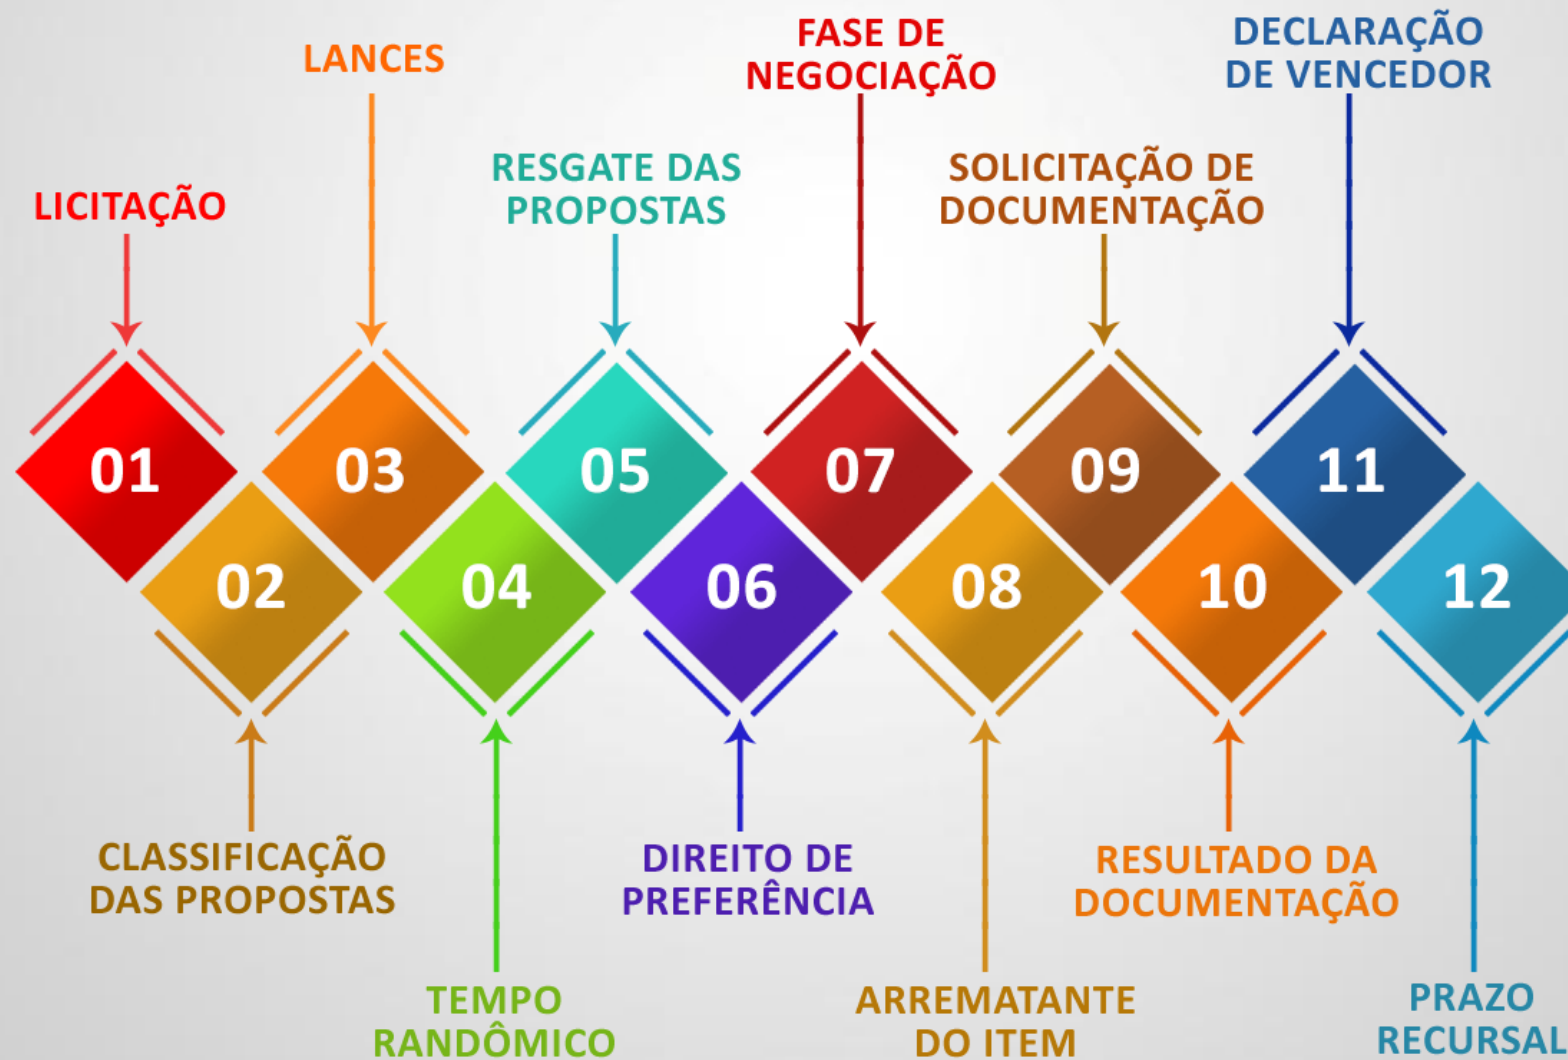 LICITAÇÃO
01
CLASSIFICAÇÃO
DAS PROPOSTAS
02
LANCES
03
TEMPO
RANDÔMICO
04
RESGATE DAS
PROPOSTAS
05
DIREITO DE
PREFERÊNCIA
06
FASE DE
NEGOCIAÇÃO
07
ARREMATANTE
DO ITEM
08
SOLICITAÇÃO DE
DOCUMENTAÇÃO
09
RESULTADO DA
DOCUMENTAÇÃO
10
DECLARAÇÃO
DE VENCEDOR
11
PRAZO
RECURSAL
12